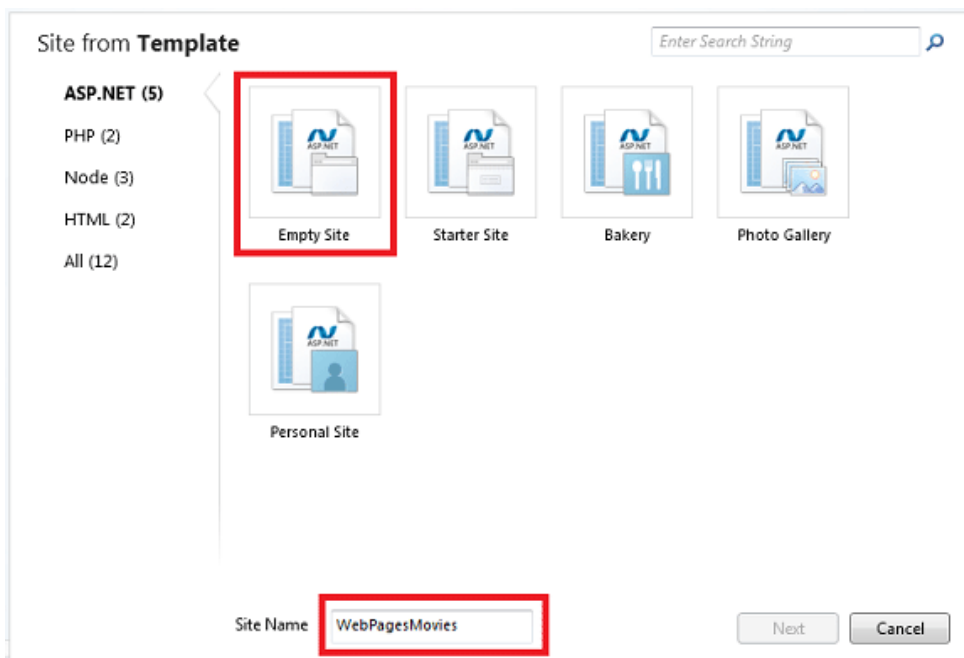 Site from Template
Enter Search String
ASP.NET (5)
PHP (2)
Node (3)
HTML (2)
All (12)
ASP.NET
ASP.NET
ASP.NET
ASP.NET
Empty Site
Starter Site
Bakery
Photo Gallery
ASP.NET
Personal Site
Site Name
WebPagesMovies
Next
Cancel